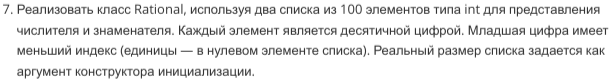 7. Реализовать класс Rational, используя два списка из 100 элементов типа int для представления
числителя и знаменателя. Каждый элемент является десятичной цифрой. Младшая цифра имеет
меньший индекс (единицы — в нулевом элементе списка). Реальный размер списка задается как
аргумент конструктора инициализации.